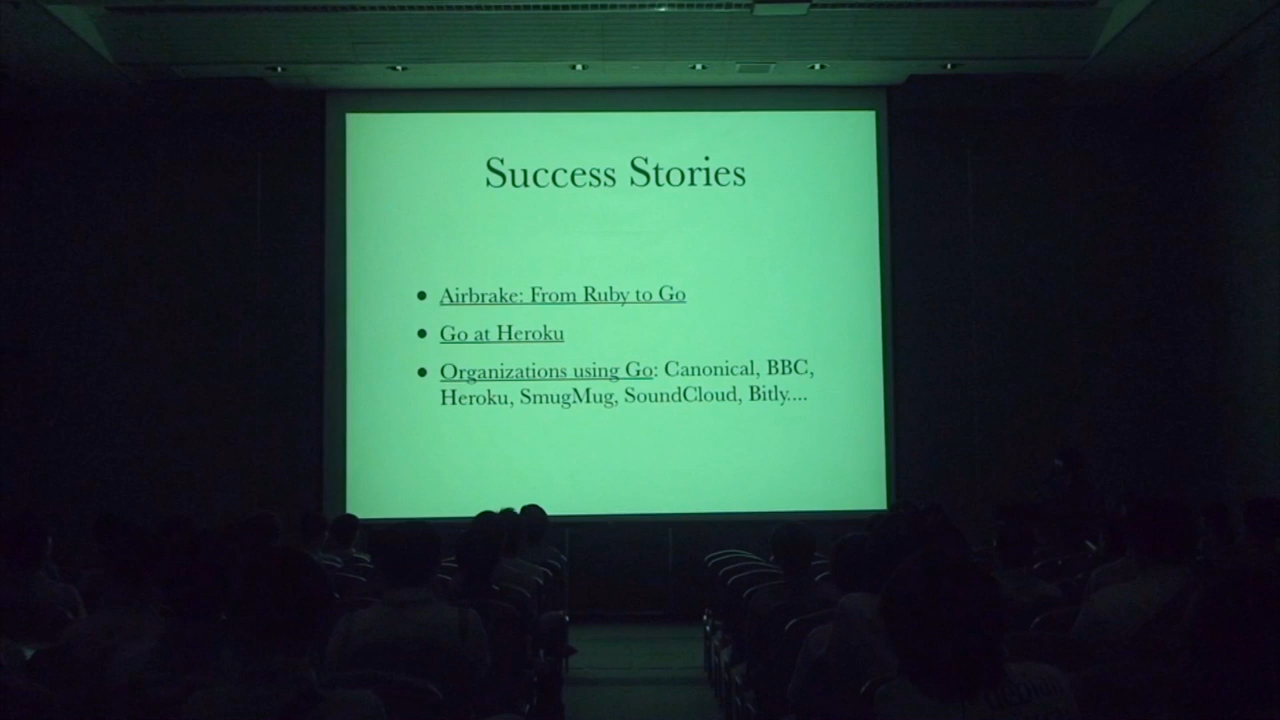 Success Stories
• Airbrake: From Ruby to Go
• Go at Heroku
• Organizations using Go: Canonical, BBC,
Heroku, SmugMug, SoundCloud, Bitly....